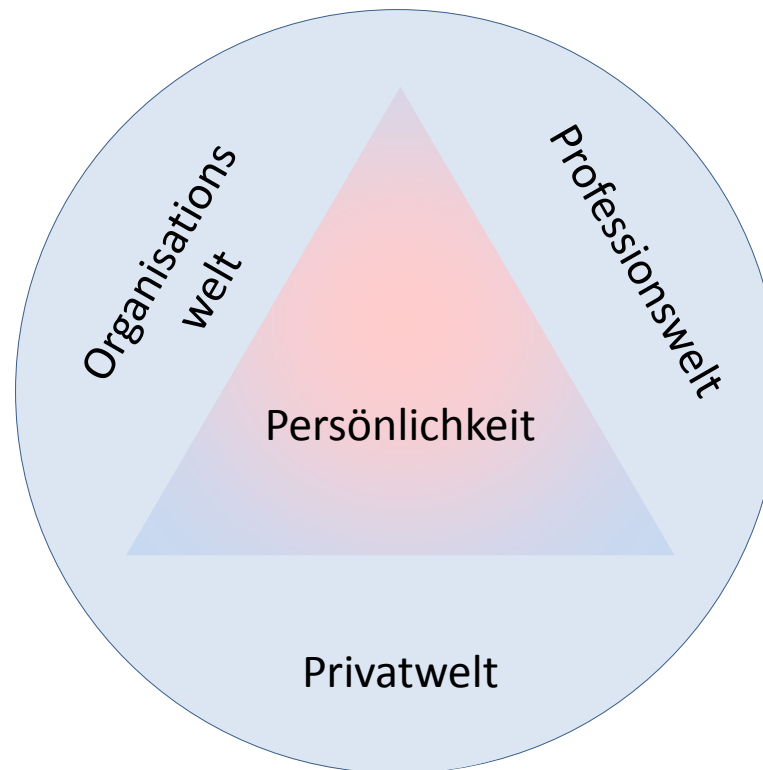 Organisations
welt
Professionswelt
Persönlichkeit
Privatwelt